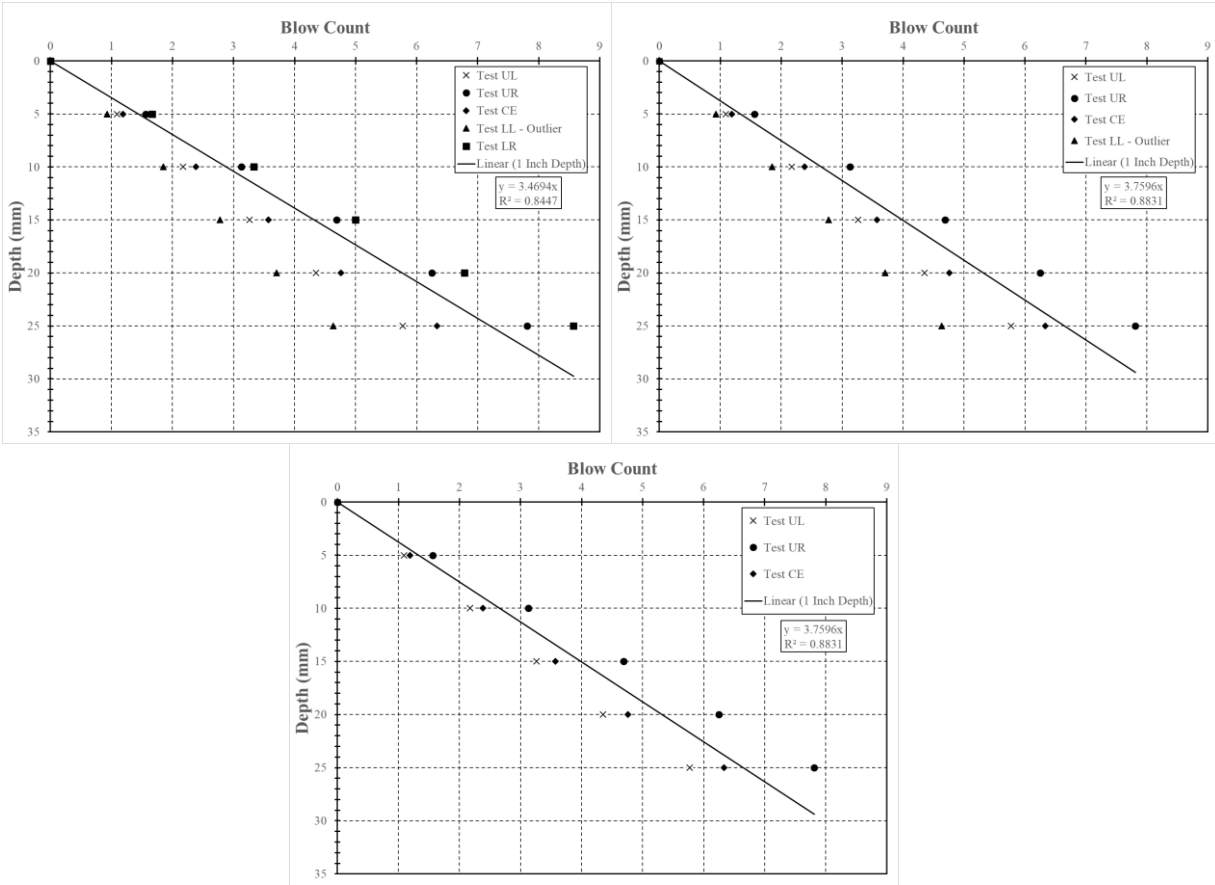 Blow Count
0 1 2 3 4 5 6 7 8 9
0
5
10
15
20
25
30
35
Depth (mm)
Test UL
Test UR
Test CE
Test LL - Outlier
Test LR
Linear (1 Inch Depth)
y = 3.4694x
R² = 0.8447
Blow Count
0 1 2 3 4 5 6 7 8 9
0
5
10
15
20
25
30
35
Depth (mm)
Test UL
Test UR
Test CE
Test LL - Outlier
Linear (1 Inch Depth)
y = 3.7596x
R² = 0.8831
Blow Count
0 1 2 3 4 5 6 7 8 9
0
5
10
15
20
25
30
35
Depth (mm)
Test UL
Test UR
Test CE
Linear (1 Inch Depth)
y = 3.7596x
R² = 0.8831